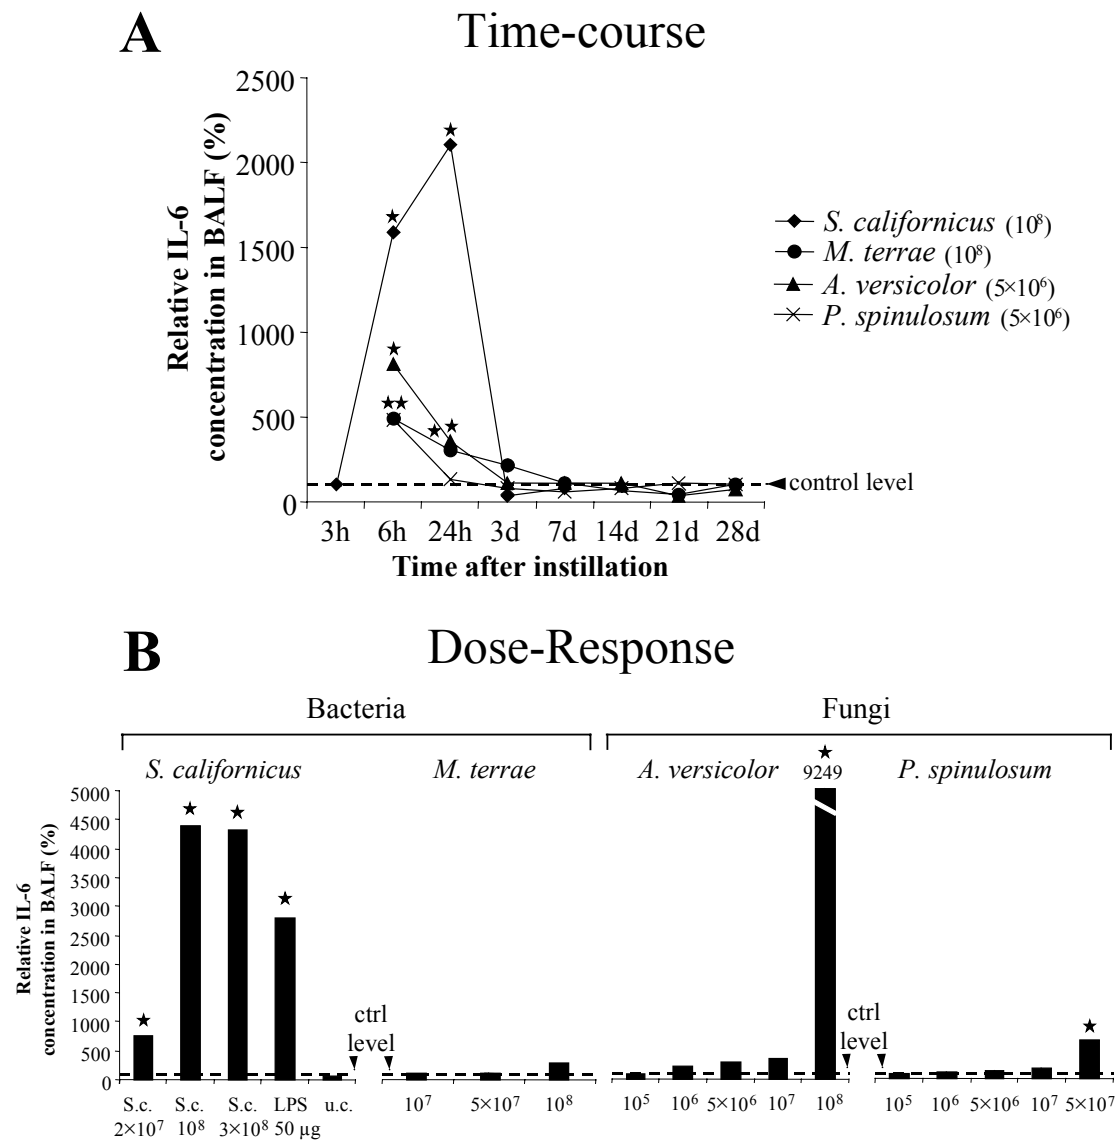 A
Time-course
Relative IL-6
concentration in BALF (%)
2500
2000
1500
1000
500
0
S. californicus (10⁸)
M. terrae (10⁸)
A. versicolor (5×10⁶)
P. spinulosum (5×10⁶)
control level
3h 6h 24h 3d 7d 14d 21d 28d
Time after instillation
B
Dose-Response
Bacteria
Fungi
S. californicus
M. terrae
A. versicolor
9249
P. spinulosum
Relative IL-6
concentration in BALF (%)
5000
4500
4000
3500
3000
2500
2000
1500
1000
500
0
ctrl
level
ctrl
level
S.c.
2×10⁷
S.c.
10⁸
S.c.
3×10⁸
LPS
50 µg
u.c.
10⁷ 5×10⁷ 10⁸
10⁵ 10⁶ 5×10⁶ 10⁷ 10⁸
10⁵ 10⁶ 5×10⁶ 10⁷ 5×10⁷